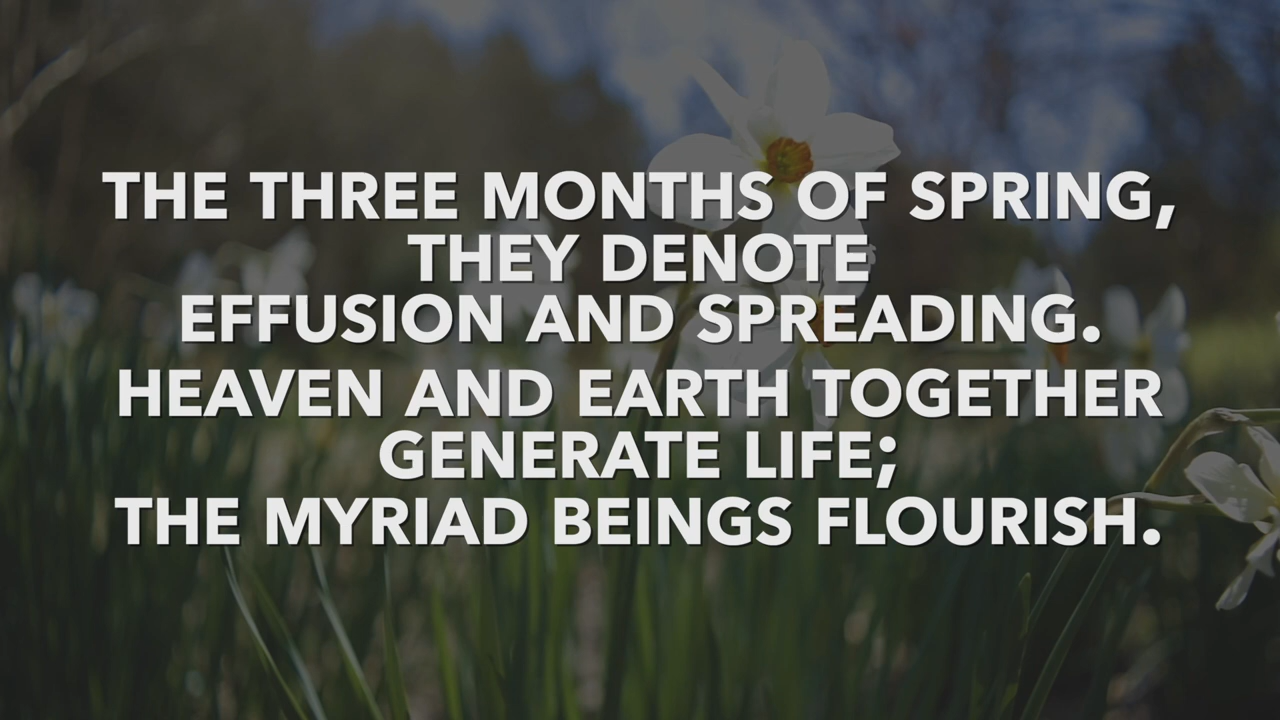 THE THREE MONTHS OF SPRING,
THEY DENOTE
EFFUSION AND SPREADING.
HEAVEN AND EARTH TOGETHER
GENERATE LIFE;
THE MYRIAD BEINGS FLOURISH.